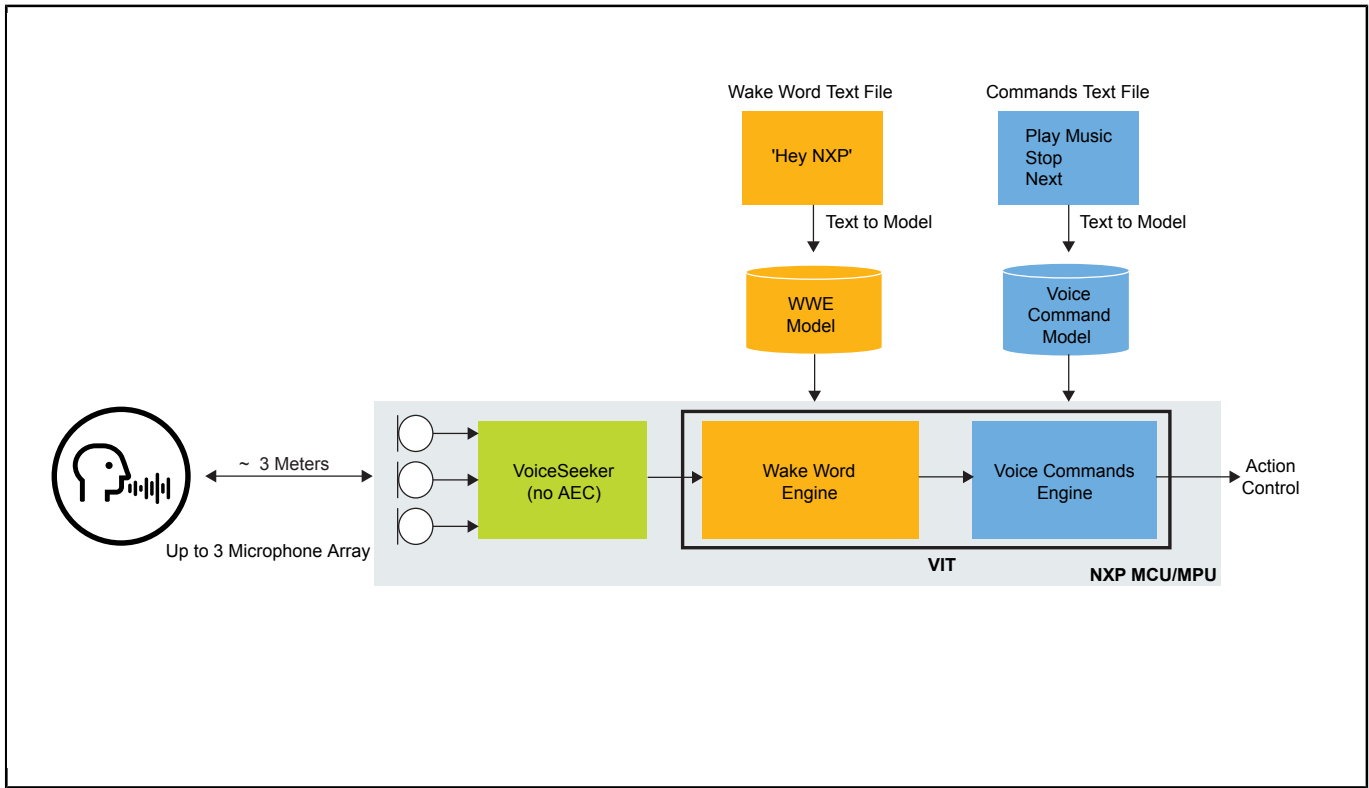 Wake Word Text File
Commands Text File
'Hey NXP'
Play Music
Stop
Next
Text to Model
Text to Model
WWE
Model
Voice
Command
Model
~ 3 Meters
Up to 3 Microphone Array
VoiceSeeker
(no AEC)
Wake Word
Engine
Voice Commands
Engine
Action
Control
VIT
NXP MCU/MPU